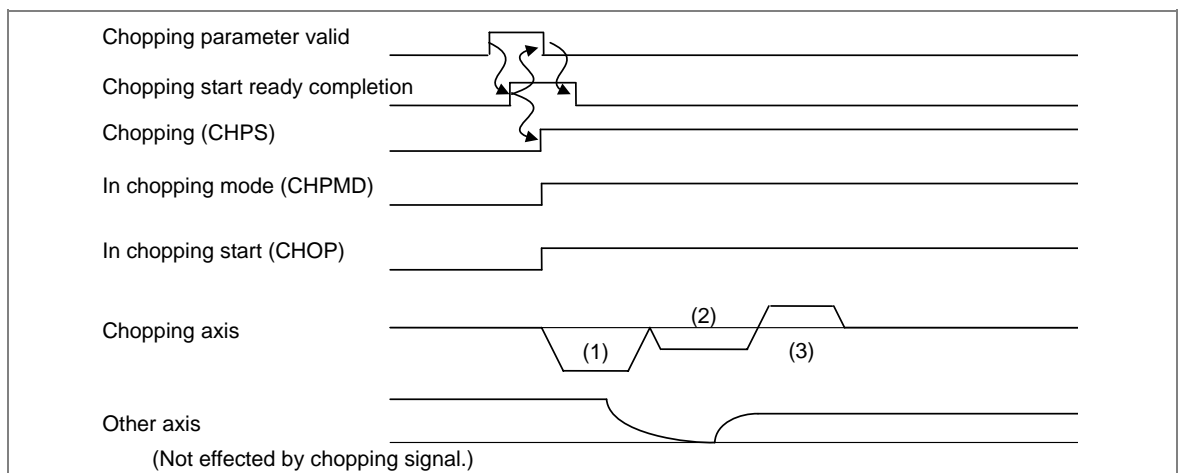 Chopping parameter valid
Chopping start ready completion
Chopping (CHPS)
In chopping mode (CHPMD)
In chopping start (CHOP)
Chopping axis
(1)
(2)
(3)
Other axis
(Not effected by chopping signal.)